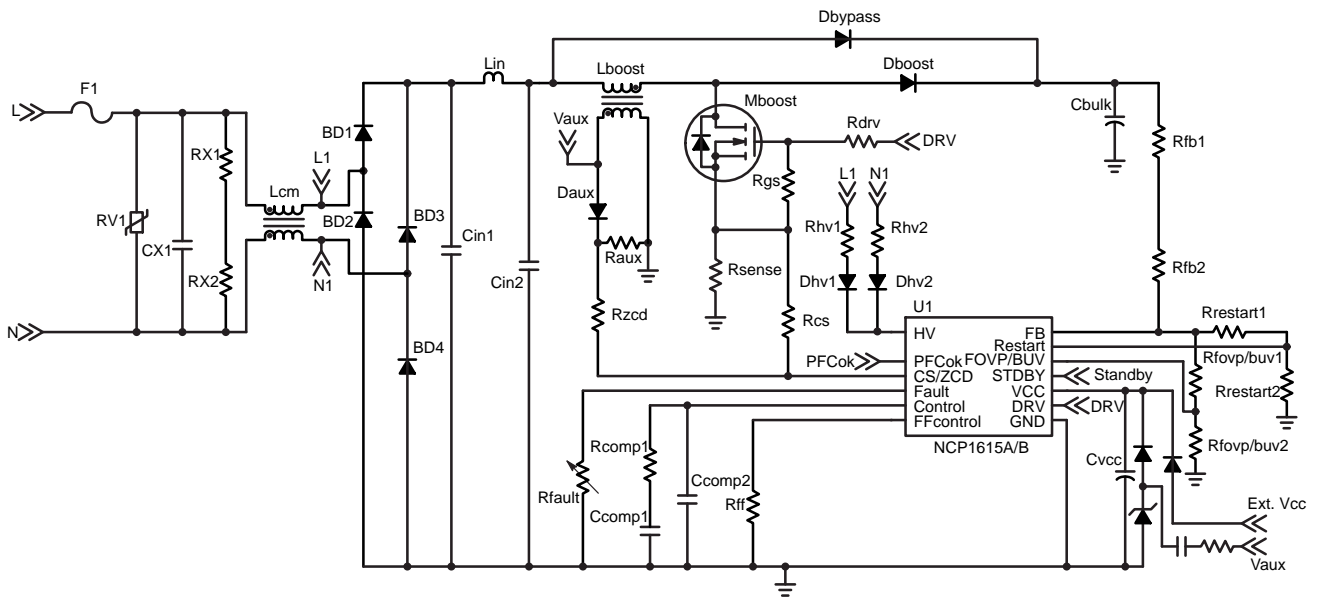 Dbypass
Lin
Lboost
Dboost
F1
Mboost
Cbulk
L
Vaux
Rdrv
DRV
Rfb1
BD1
RX1
L1
Lcm
Rgs
L1
N1
Daux
RV1
CX1
BD2
BD3
Cin1
Rhv1
Rhv2
Raux
Rsense
Rfb2
RX2
N1
Cin2
Dhv1
Dhv2
Rzcd
Rcs
U1
Rrestart1
N
HV
FB
Restart
BD4
PFCok
PFCok
FOVP/BUV
Rfovp/buv1
CS/ZCD
STDBY
Standby
Fault
VCC
Rrestart2
Control
DRV
DRV
FFcontrol
GND
Rcomp1
NCP1615A/B
Rfovp/buv2
Cvcc
Ccomp2
Rfault
Rff
Ccomp1
Ext. Vcc
Vaux